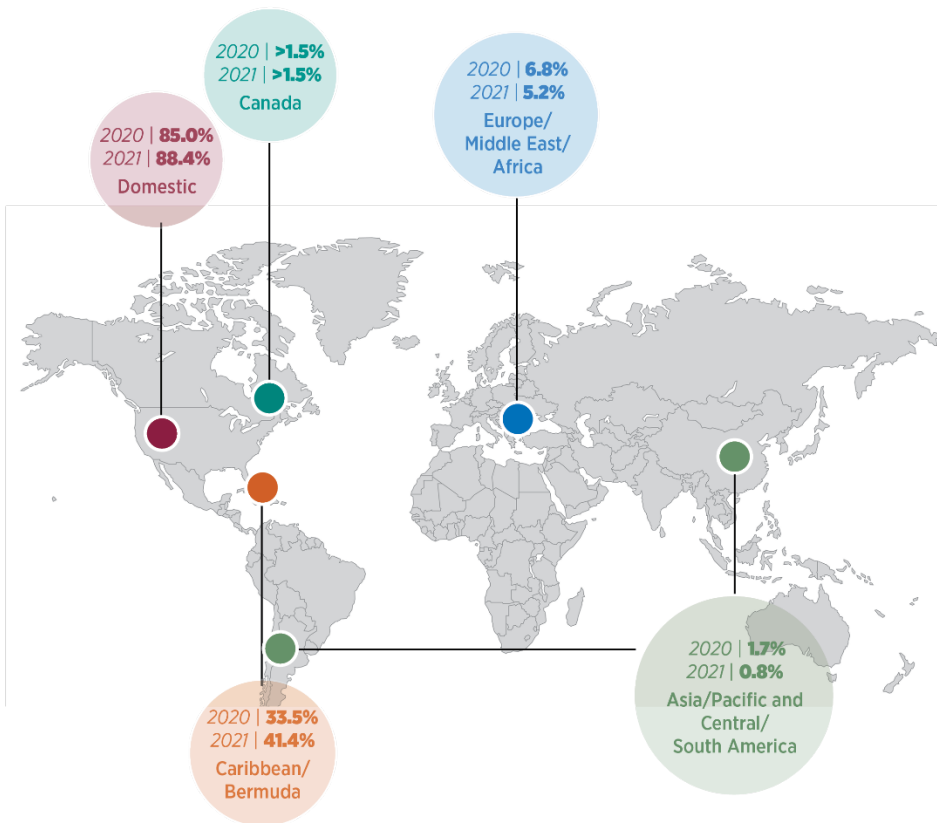 2020 | >1.5%
2021 | >1.5%
Canada
2020 | 6.8%
2021 | 5.2%
Europe/
Middle East/
Africa
2020 | 85.0%
2021 | 88.4%
Domestic
2020 | 1.7%
2021 | 0.8%
Asia/Pacific and
Central/
South America
2020 | 33.5%
2021 | 41.4%
Caribbean/
Bermuda